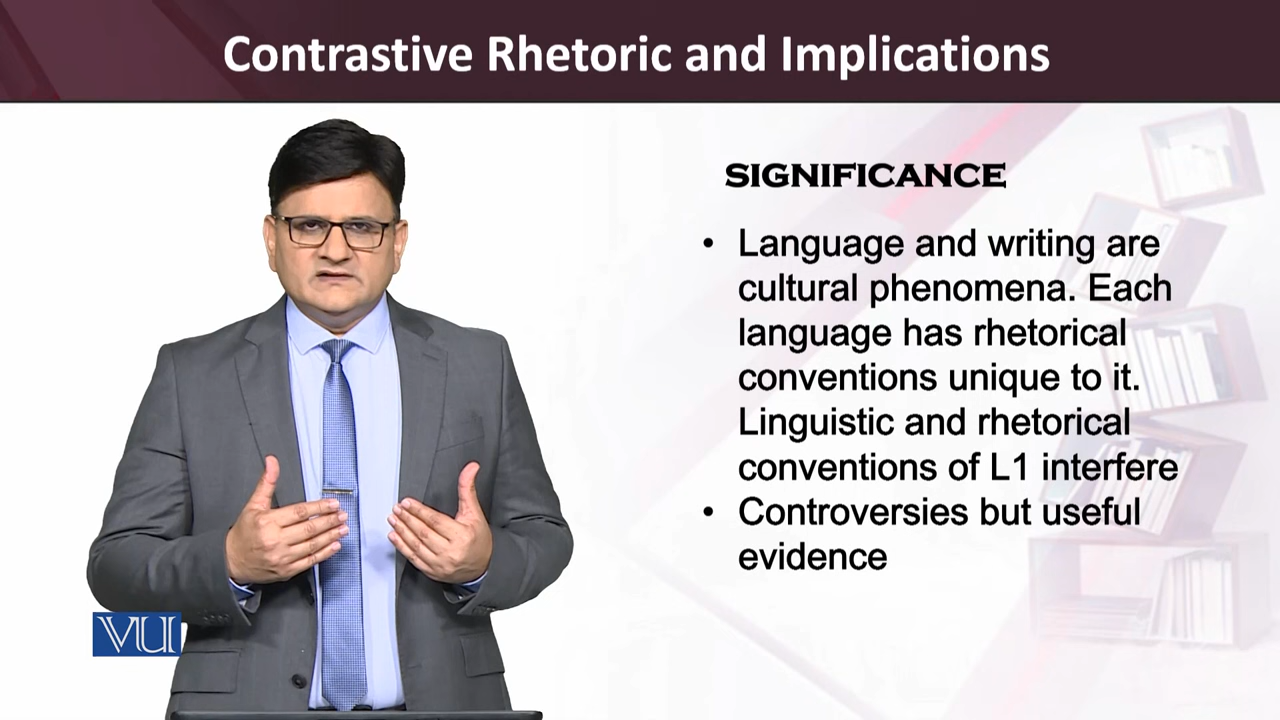 Contrastive Rhetoric and Implications
SIGNIFICANCE
• Language and writing are
cultural phenomena. Each
language has rhetorical
conventions unique to it.
Linguistic and rhetorical
conventions of L1 interfere
• Controversies but useful
evidence
VU